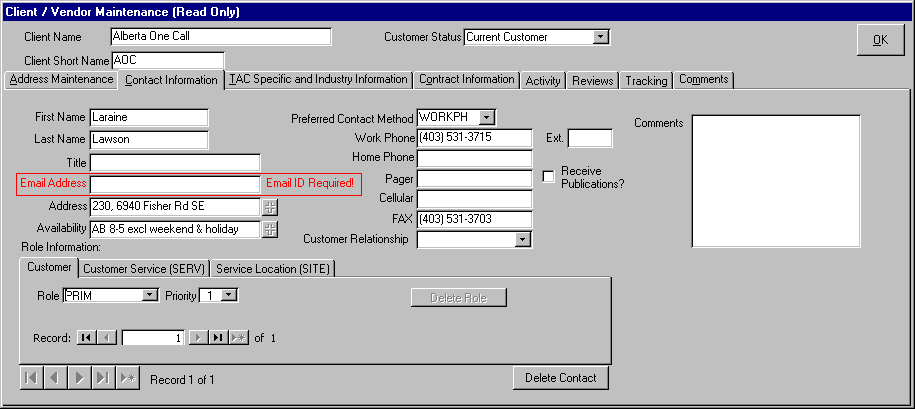 Client / Vendor Maintenance (Read Only)
Client Name Alberta One Call Customer Status Current Customer OK
Client Short Name AOC
Address Maintenance Contact Information TAC Specific and Industry Information Contract Information Activity Reviews Tracking Comments
First Name Laraine Preferred Contact Method WORKPH Comments
Last Name Lawson Work Phone (403) 531-3715 Ext.
Title Home Phone
Email Address Email ID Required! Pager Receive Publications?
Address 230, 6940 Fisher Rd SE Cellular
FAX (403) 531-3703
Availability AB 8-5 excl weekend & holiday Customer Relationship
Role Information:
Customer Customer Service (SERV) Service Location (SITE)
Role PRIM Priority 1 Delete Role
Record: 1 of 1
Record 1 of 1 Delete Contact